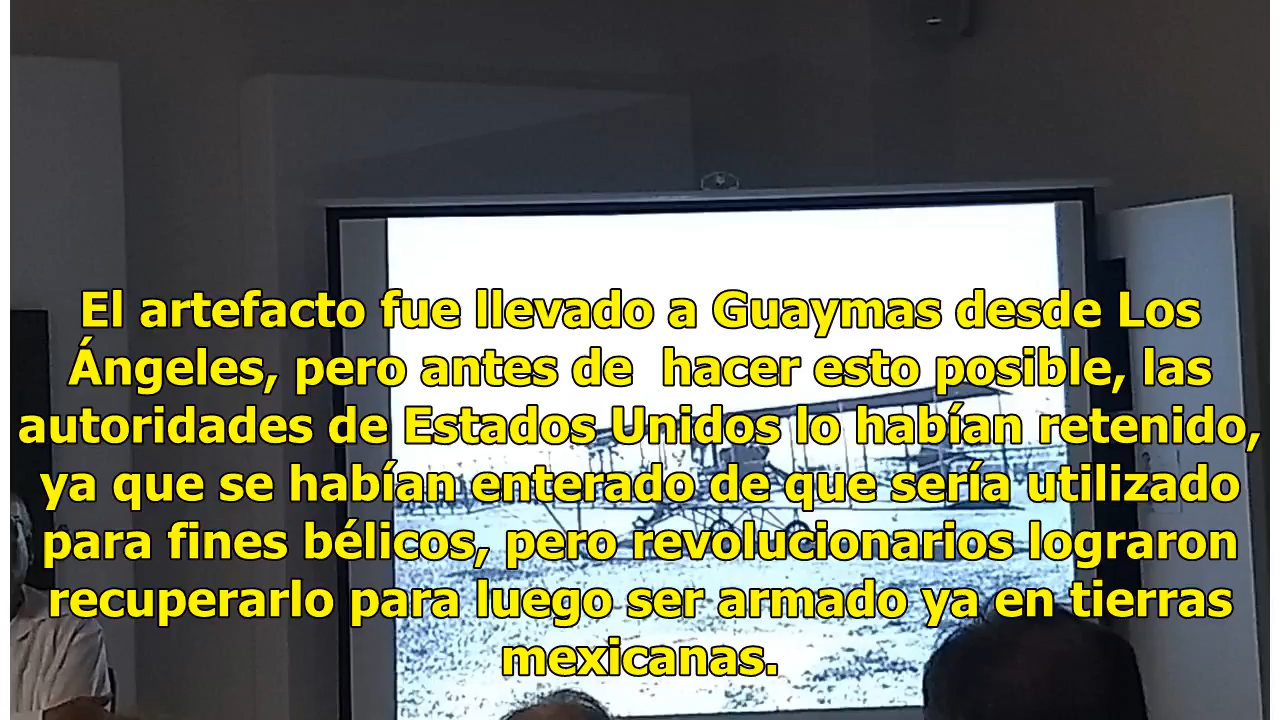 El artefacto fue llevado a Guaymas desde Los
Ángeles, pero antes de  hacer esto posible, las
autoridades de Estados Unidos lo habían retenido,
ya que se habían enterado de que sería utilizado
para fines bélicos, pero revolucionarios lograron
recuperarlo para luego ser armado ya en tierras
mexicanas.